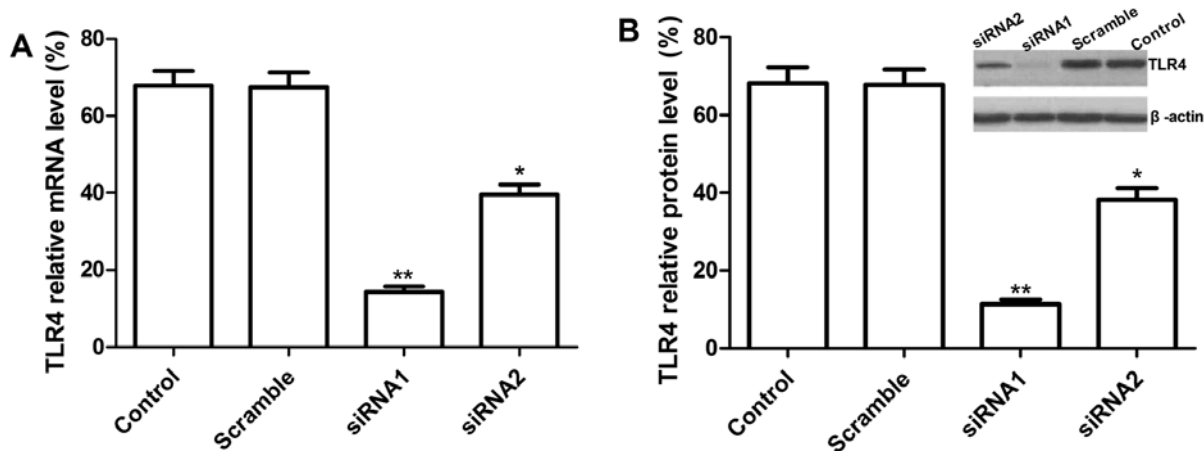 A
TLR4 relative mRNA level (%)
80
60
40
20
0
**
*
Control
Scramble
siRNA1
siRNA2
B
TLR4 relative protein level (%)
80
60
40
20
0
**
*
Control
Scramble
siRNA1
siRNA2
siRNA2 siRNA1 Scramble Control
TLR4
β -actin